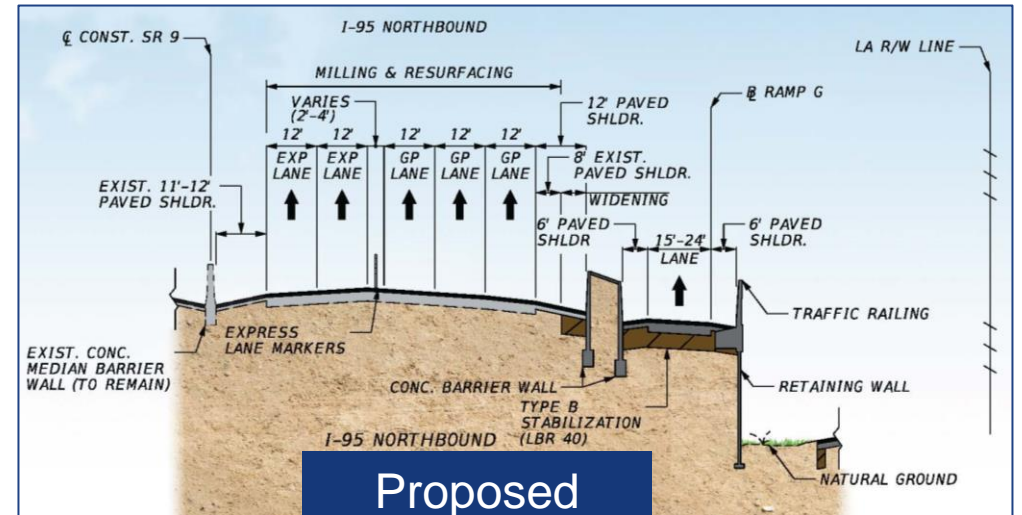 I-95 NORTHBOUND
℄ CONST. SR 9
LA R/W LINE
MILLING & RESURFACING
VARIES
(2'-4')
12' PAVED
SHLDR.
℄ RAMP G
12' 12' 12' 12' 12'
EXP
LANE
EXP
LANE
GP
LANE
GP
LANE
GP
LANE
8' EXIST.
PAVED SHLDR.
EXIST. 11'-12'
PAVED SHLDR.
WIDENING
6' PAVED
SHLDR
15'-24'
LANE
6' PAVED
SHLDR.
TRAFFIC RAILING
EXPRESS
LANE MARKERS
EXIST. CONC.
MEDIAN BARRIER
WALL (TO REMAIN)
CONC. BARRIER WALL
RETAINING WALL
TYPE B
STABILIZATION
(LBR 40)
I-95 NORTHBOUND
NATURAL GROUND
Proposed